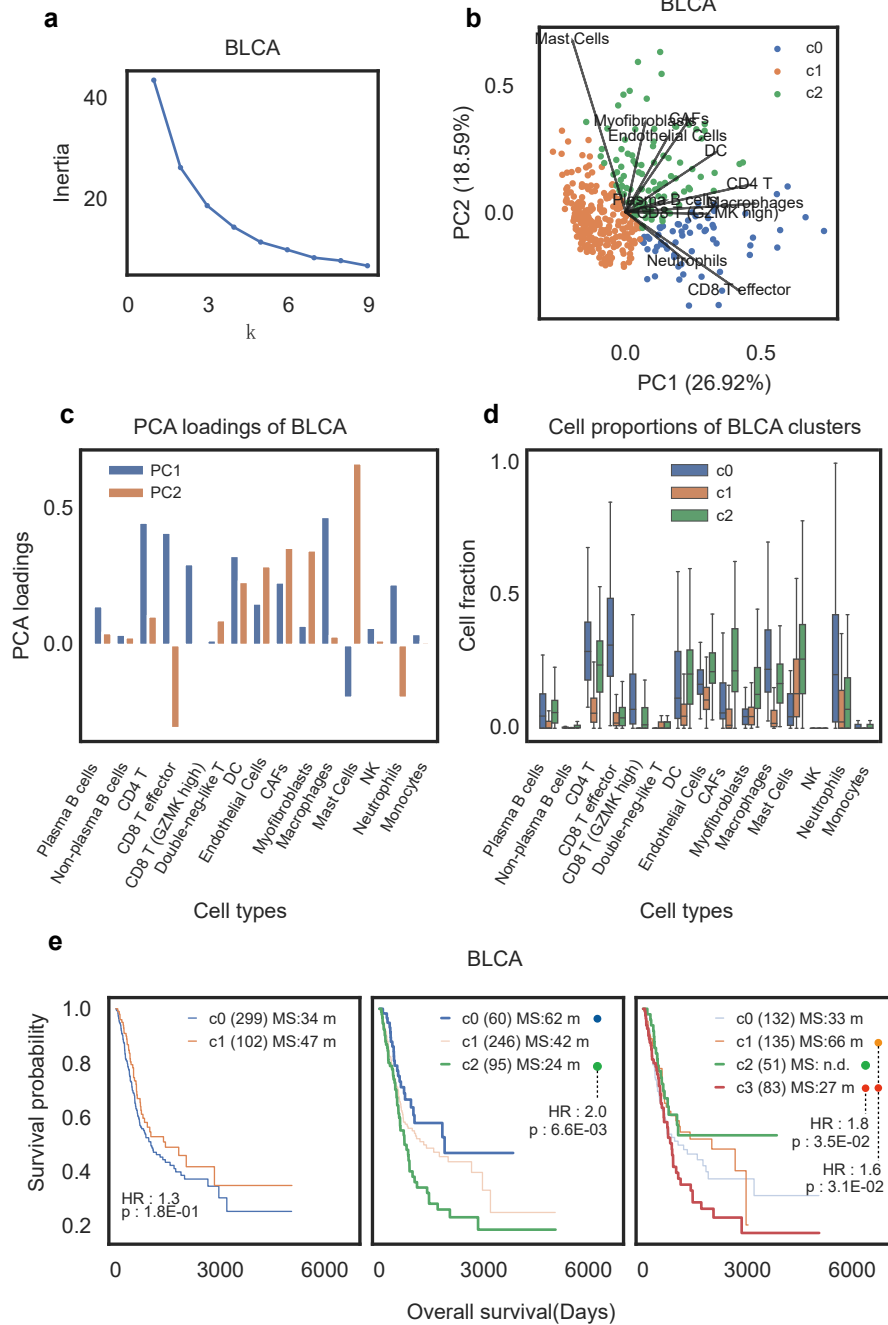 a
BLCA
40
20
Inertia
0
3
6
9
k
b
BLCA
Mast Cells
c0
c1
c2
0.5
Myofibroblasts
CAFs
Endothelial Cells
DC
CD4 T
Plasma B cells
Macrophages
CD8 T (GZMK high)
0.0
Neutrophils
CD8 T effector
PC2 (18.59%)
0.0
0.5
PC1 (26.92%)
c
PCA loadings of BLCA
PC1
PC2
0.5
0.0
PCA loadings
Plasma B cells
Non-plasma B cells
CD4 T
CD8 T effector
CD8 T (GZMK high)
Double-neg-like T
DC
Endothelial Cells
CAFs
Myofibroblasts
Macrophages
Mast Cells
NK
Neutrophils
Monocytes
Cell types
d
Cell proportions of BLCA clusters
1.0
c0
c1
c2
0.5
0.0
Cell fraction
Plasma B cells
Non-plasma B cells
CD4 T
CD8 T effector
CD8 T (GZMK high)
Double-neg-like T
DC
Endothelial Cells
CAFs
Myofibroblasts
Macrophages
Mast Cells
NK
Neutrophils
Monocytes
Cell types
e
BLCA
Survival probability
1.0
0.8
0.6
0.4
0.2
c0 (299) MS:34 m
c1 (102) MS:47 m
HR : 1.3
p : 1.8E-01
0
3000
6000
c0 (60) MS:62 m
c1 (246) MS:42 m
c2 (95) MS:24 m
HR : 2.0
p : 6.6E-03
0
3000
6000
c0 (132) MS:33 m
c1 (135) MS:66 m
c2 (51) MS: n.d.
c3 (83) MS:27 m
HR : 1.8
p : 3.5E-02
HR : 1.6
p : 3.1E-02
0
3000
6000
Overall survival(Days)